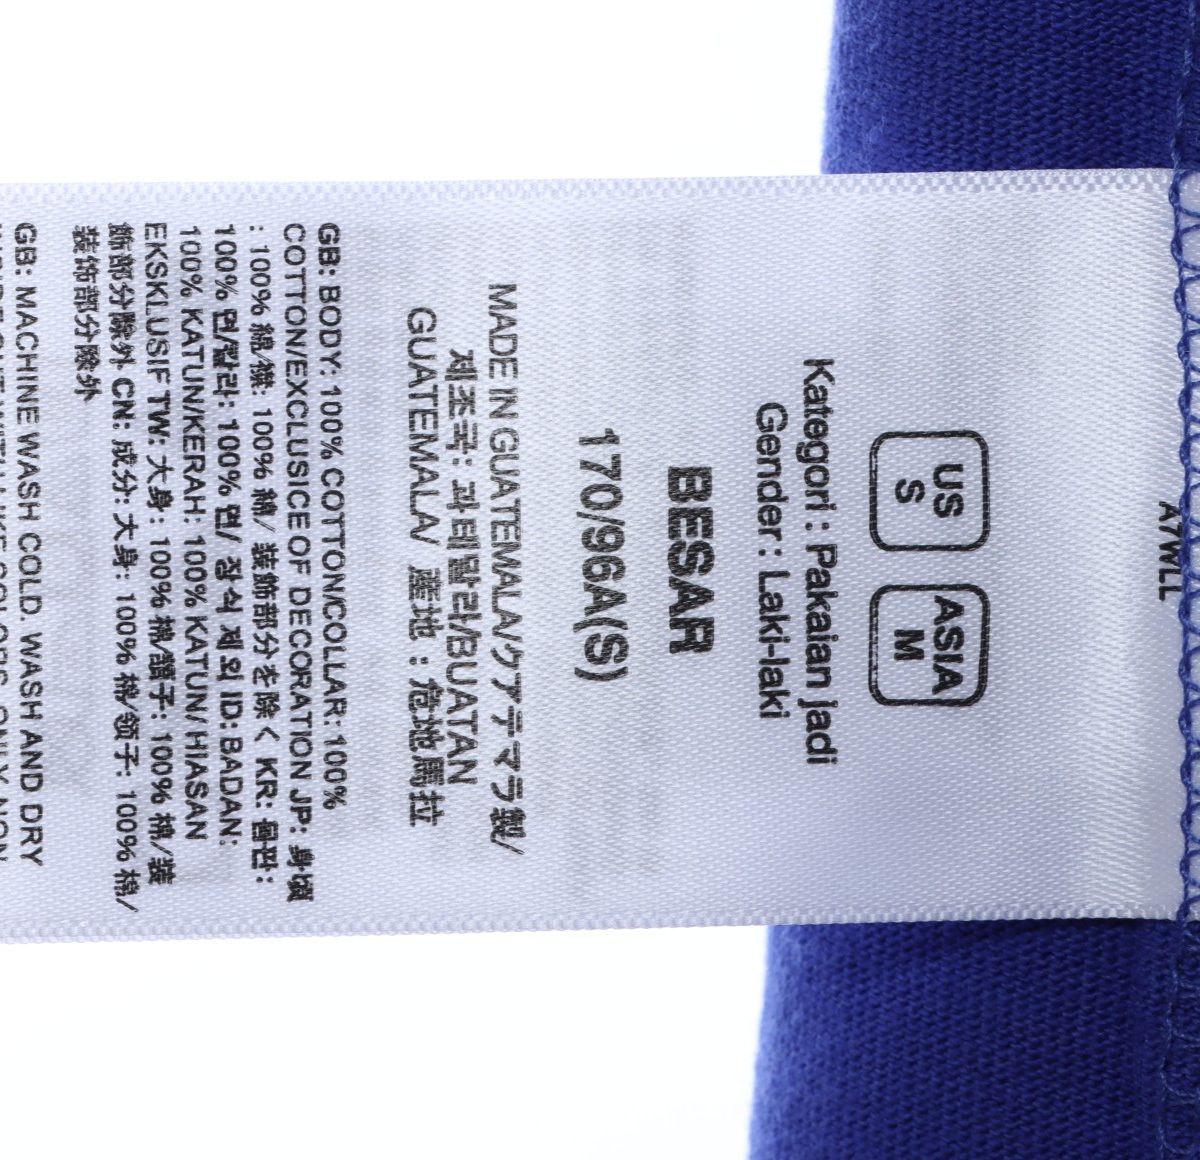 A7WLL
US
S
ASIA
M
Kategori : Pakaian jadi
Gender : Laki-laki
BESAR
170/96A(S)
MADE IN GUATEMALA/グアテマラ製/
제조국: 과테말라/BUATAN
GUATEMALA/ 產地 : 危地馬拉
GB: BODY: 100% COTTON/COLLAR: 100%
COTTON/EXCLUSICE OF DECORATION JP: 身頃
: 100% 綿/襟: 100% 綿/ 装飾部分を除く KR: 몸판 :
100% 면/칼라: 100% 면/ 장식 제외 ID: BADAN:
100% KATUN/KERAH: 100% KATUN/ HIASAN
EKSKLUSIF TW: 大身 : 100% 棉/領子 : 100% 棉/裝
飾部分除外 CN: 成分: 大身: 100% 棉/领子: 100% 棉/
装饰部分除外
GB: MACHINE WASH COLD. WASH AND DRY